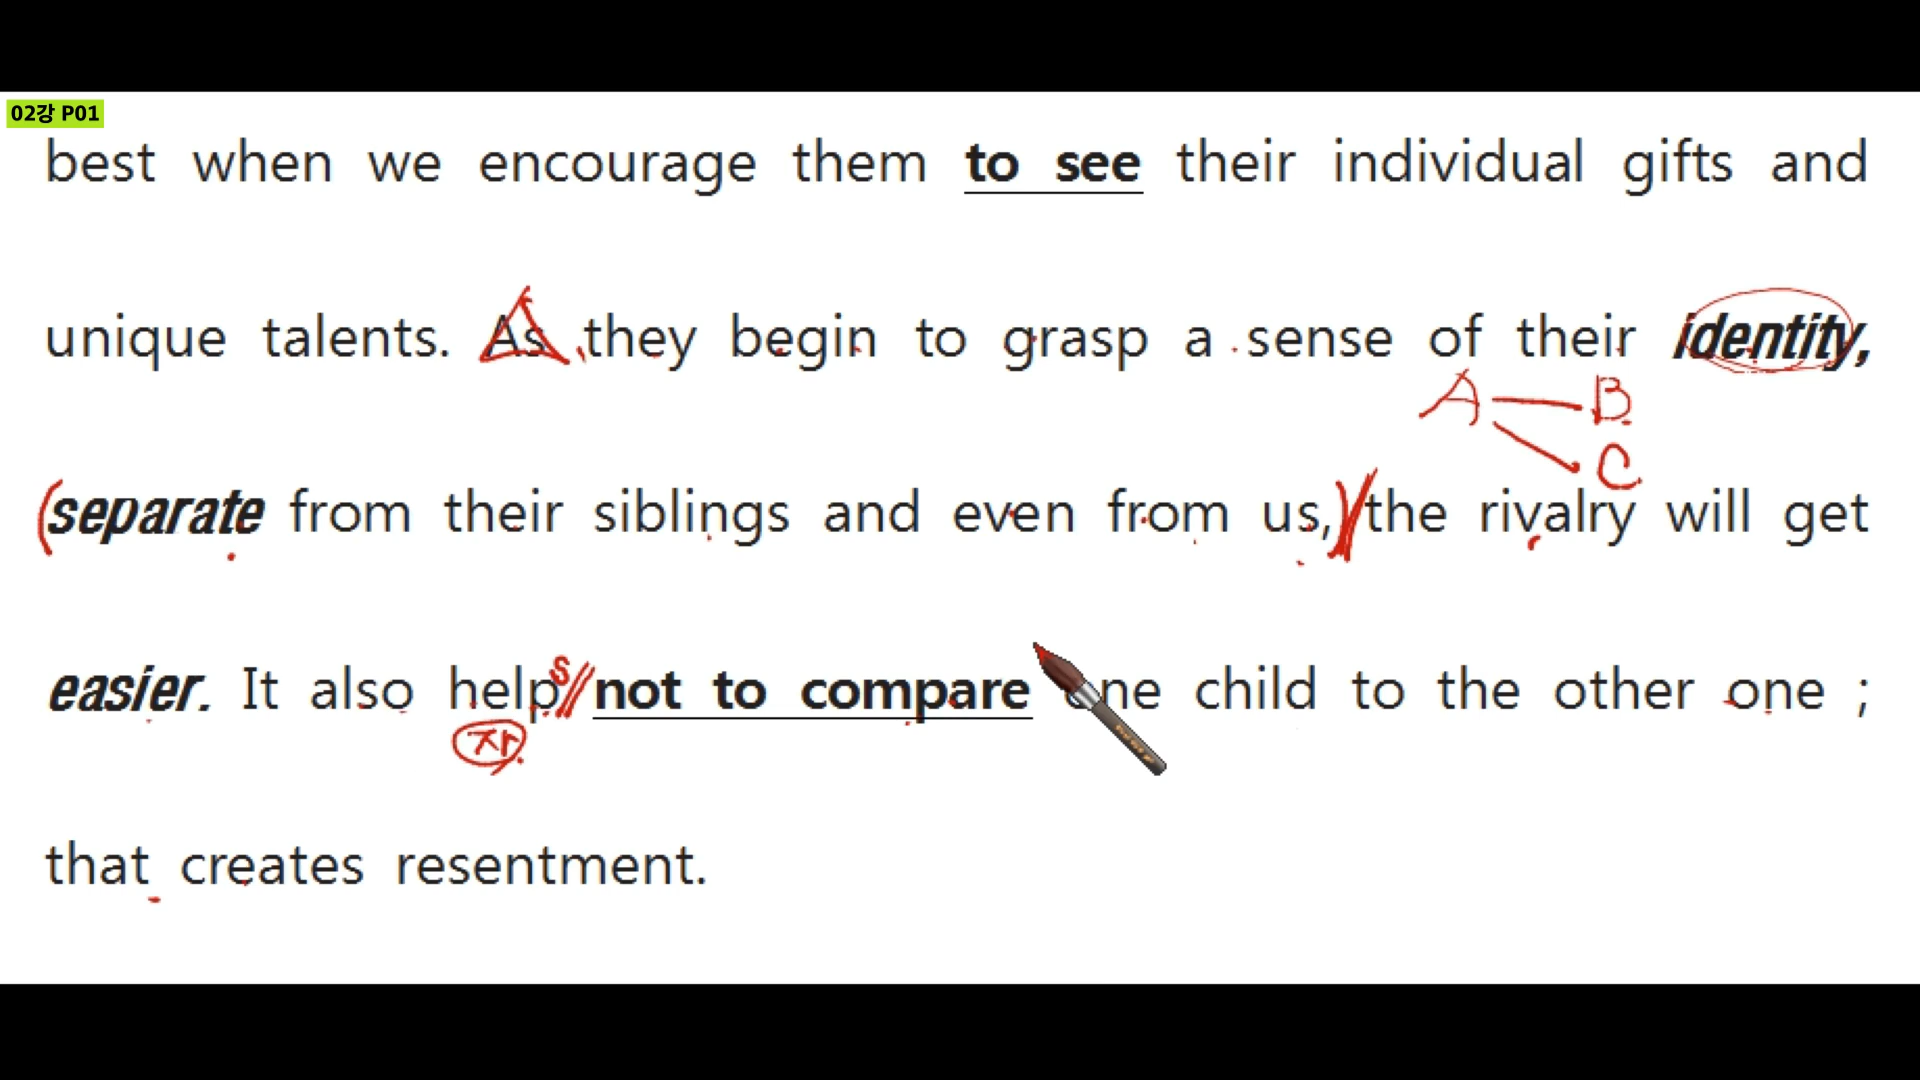 02강 P01
best when we encourage them to see their individual gifts and
unique talents. As they begin to grasp a sense of their identity,
A B
C
(separate from their siblings and even from us,) the rivalry will get
easier. It also helps not to compare one child to the other one ;
자
that creates resentment.